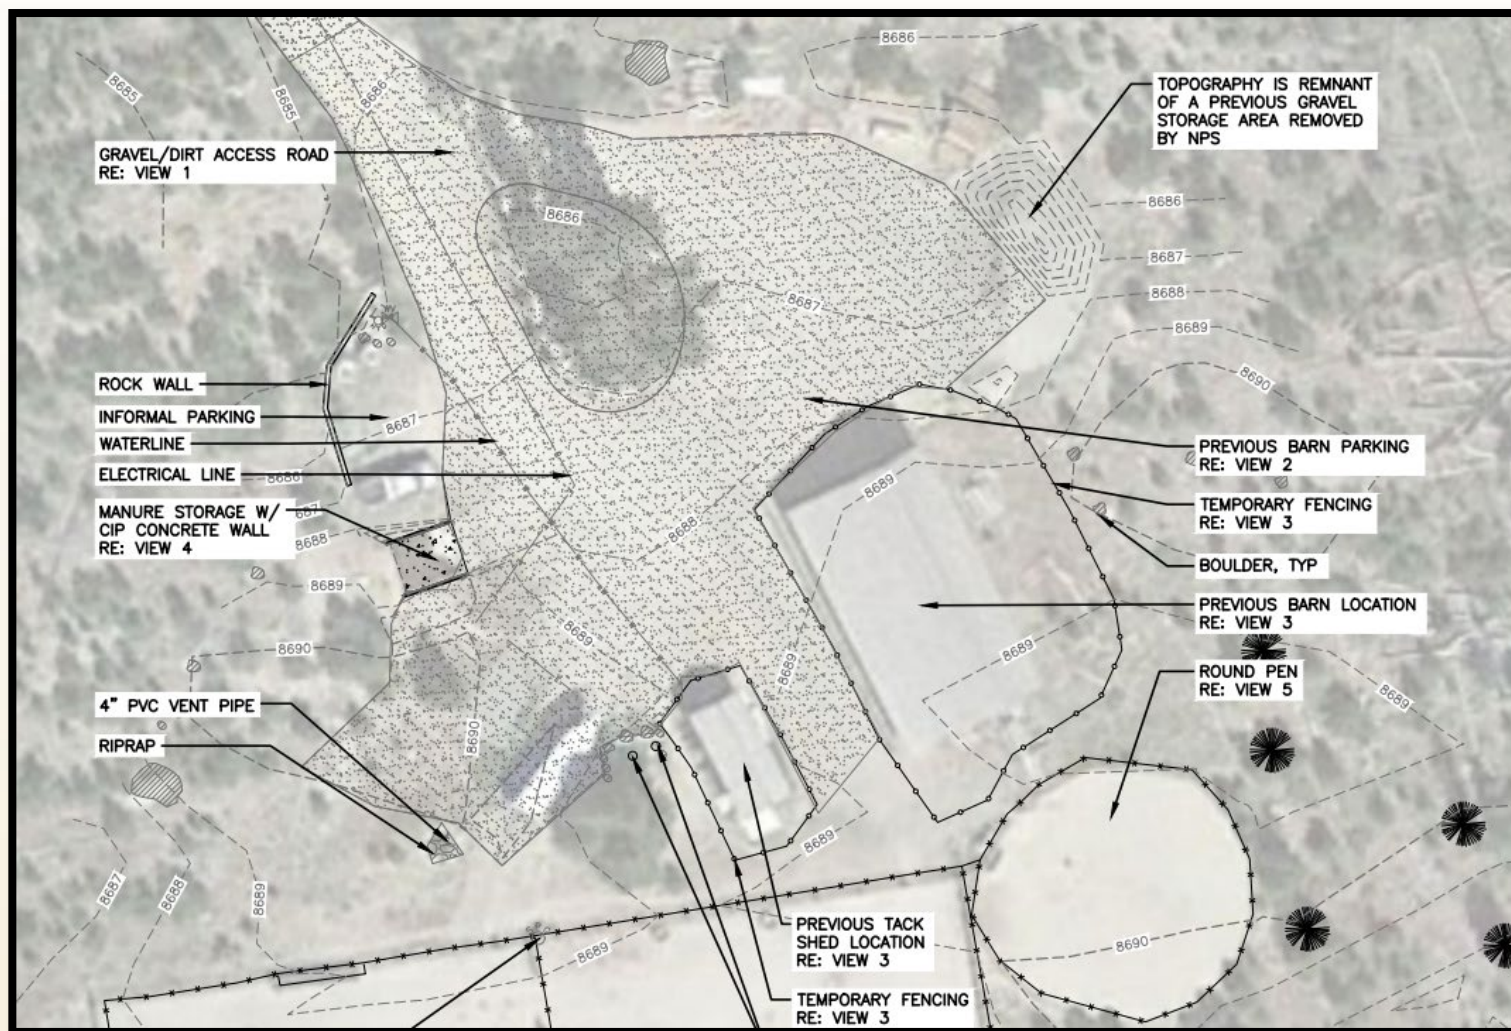 8686
8685
8685
8686
TOPOGRAPHY IS REMNANT
OF A PREVIOUS GRAVEL
STORAGE AREA REMOVED
BY NPS
GRAVEL/DIRT ACCESS ROAD
RE: VIEW 1
8686
8686
8687
8688
8687
8689
ROCK WALL
8690
INFORMAL PARKING
8687
WATERLINE
PREVIOUS BARN PARKING
RE: VIEW 2
ELECTRICAL LINE
8686
8689
TEMPORARY FENCING
RE: VIEW 3
MANURE STORAGE W/
CIP CONCRETE WALL
RE: VIEW 4
687
8688
8688
BOULDER, TYP
8689
PREVIOUS BARN LOCATION
RE: VIEW 3
8689
8690
8689
8689
ROUND PEN
RE: VIEW 5
8689
4" PVC VENT PIPE
8690
RIPRAP
8689
8687
8688
8689
PREVIOUS TACK
SHED LOCATION
RE: VIEW 3
8689
8690
TEMPORARY FENCING
RE: VIEW 3